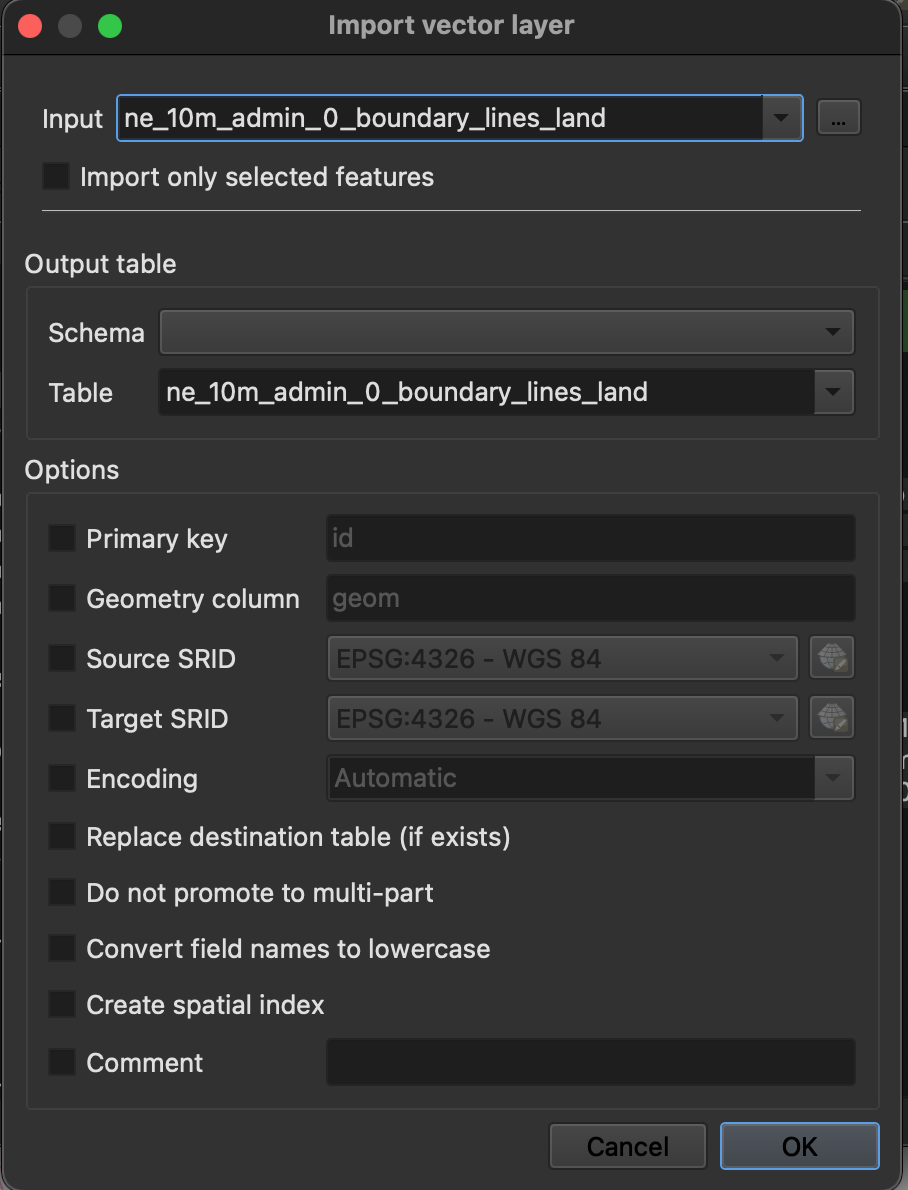 Import vector layer
Input ne_10m_admin_0_boundary_lines_land ...
Import only selected features
Output table
Schema
Table ne_10m_admin_0_boundary_lines_land
Options
Primary key id
Geometry column geom
Source SRID EPSG:4326 - WGS 84
Target SRID EPSG:4326 - WGS 84
Encoding Automatic
Replace destination table (if exists)
Do not promote to multi-part
Convert field names to lowercase
Create spatial index
Comment
Cancel OK